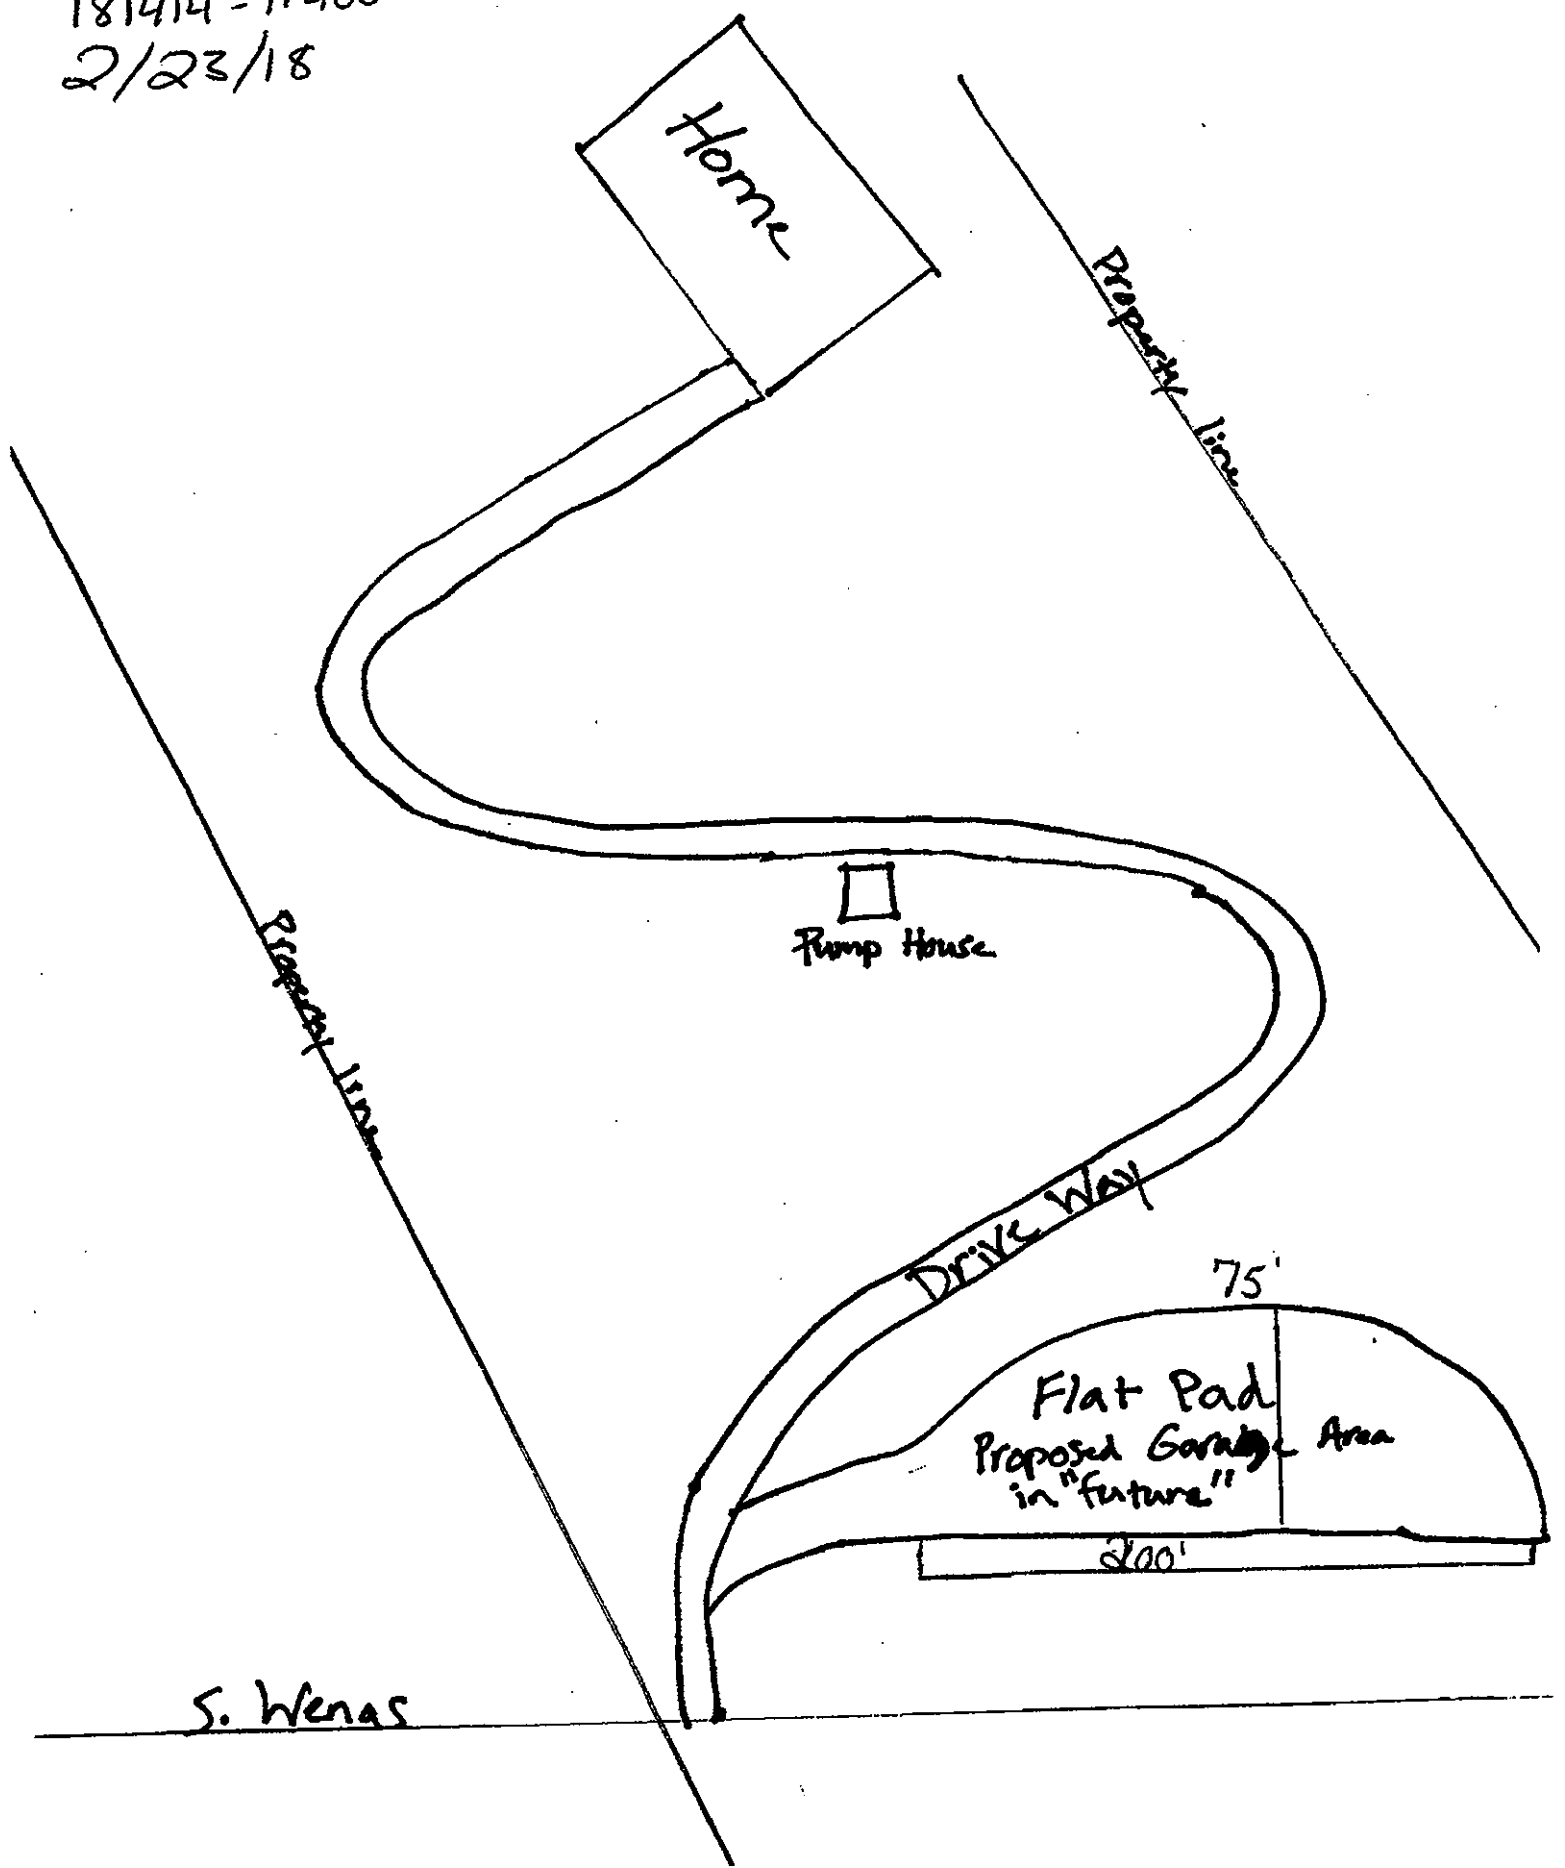 2/23/18
Home
Property line
Property line
Pump House
Drive Way
75'
Flat Pad
Proposed Garage Area
in "future"
200'
S. Wenas